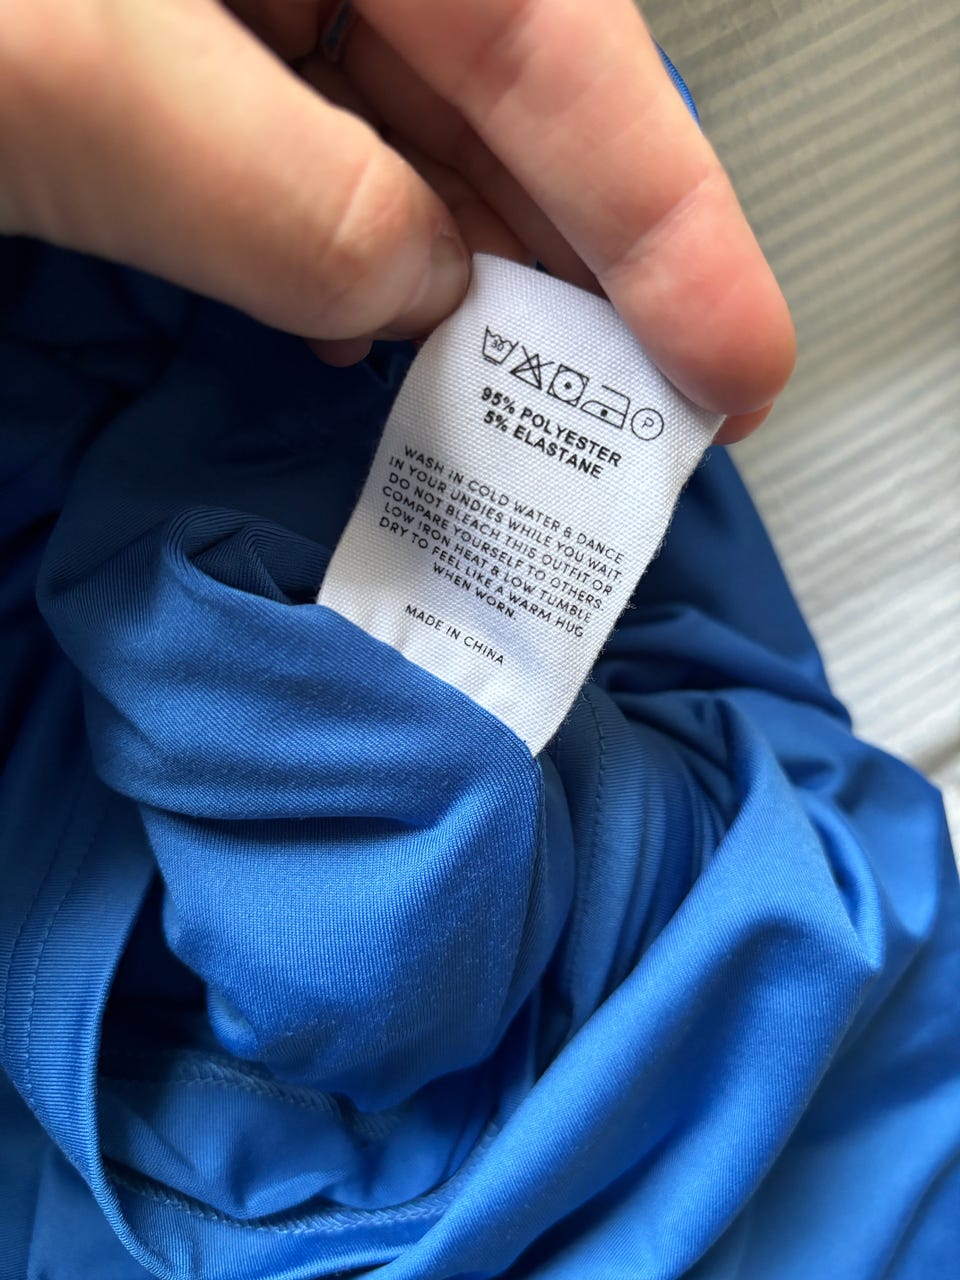 30 P
95% POLYESTER
5% ELASTANE
WASH IN COLD WATER & DANCE
IN YOUR UNDIES WHILE YOU WAIT.
DO NOT BLEACH THIS OUTFIT OR
COMPARE YOURSELF TO OTHERS.
LOW IRON HEAT & LOW TUMBLE
DRY TO FEEL LIKE A WARM HUG
WHEN WORN.
MADE IN CHINA